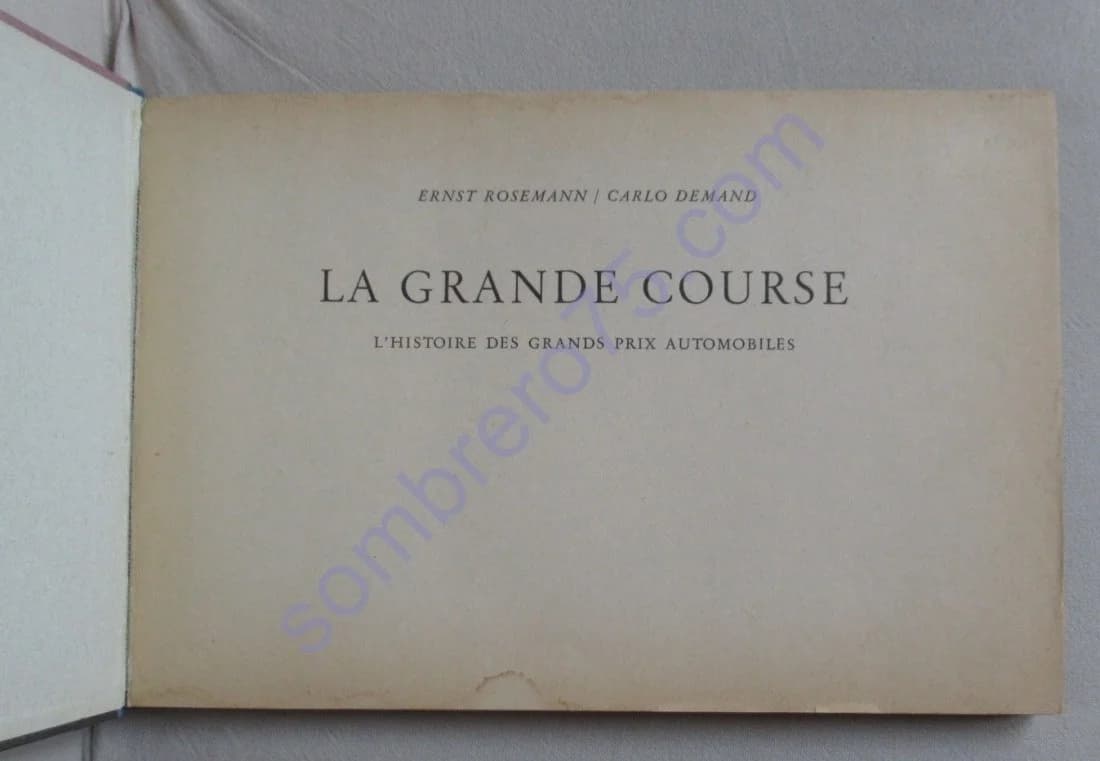 ERNST ROSEMANN / CARLO DEMAND
LA GRANDE COURSE
L'HISTOIRE DES GRANDS PRIX AUTOMOBILES
sombrero75.com